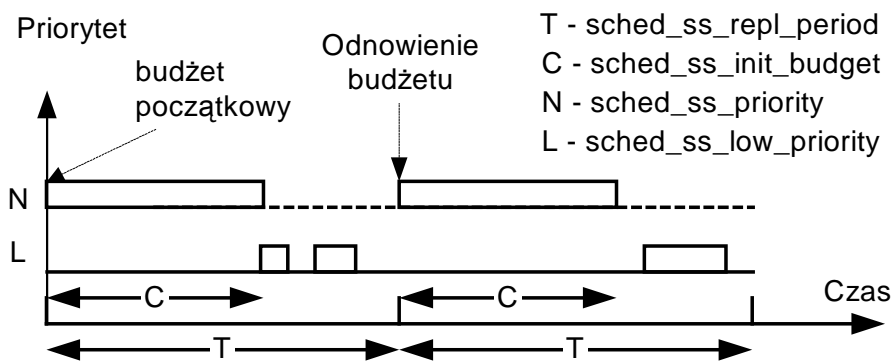 Priorytet
budżet
początkowy
Odnowienie
budżetu
T - sched_ss_repl_period
C - sched_ss_init_budget
N - sched_ss_priority
L - sched_ss_low_priority
N
L
C
C
Czas
T
T